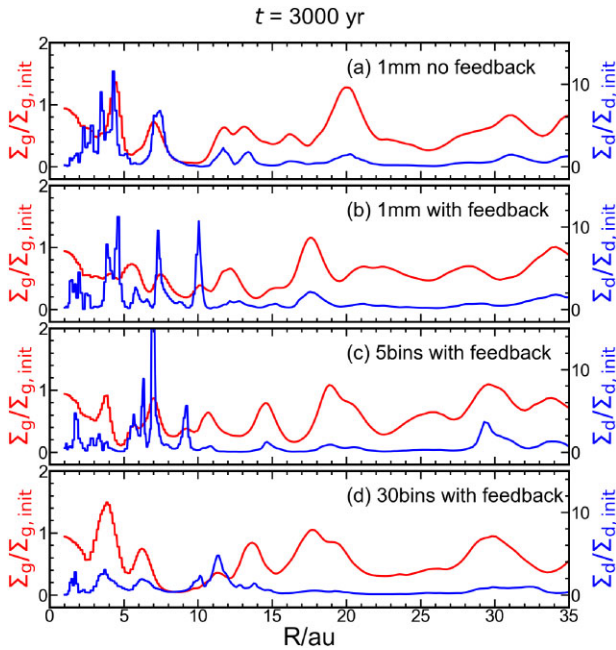 t = 3000 yr
(a) 1mm no feedback
Σg/Σg, init
Σd/Σd, init
2
1
0
10
0
(b) 1mm with feedback
Σg/Σg, init
Σd/Σd, init
2
1
0
10
0
(c) 5bins with feedback
Σg/Σg, init
Σd/Σd, init
2
1
0
10
0
(d) 30bins with feedback
Σg/Σg, init
Σd/Σd, init
2
1
0
10
0
0 5 10 15 20 25 30 35
R/au